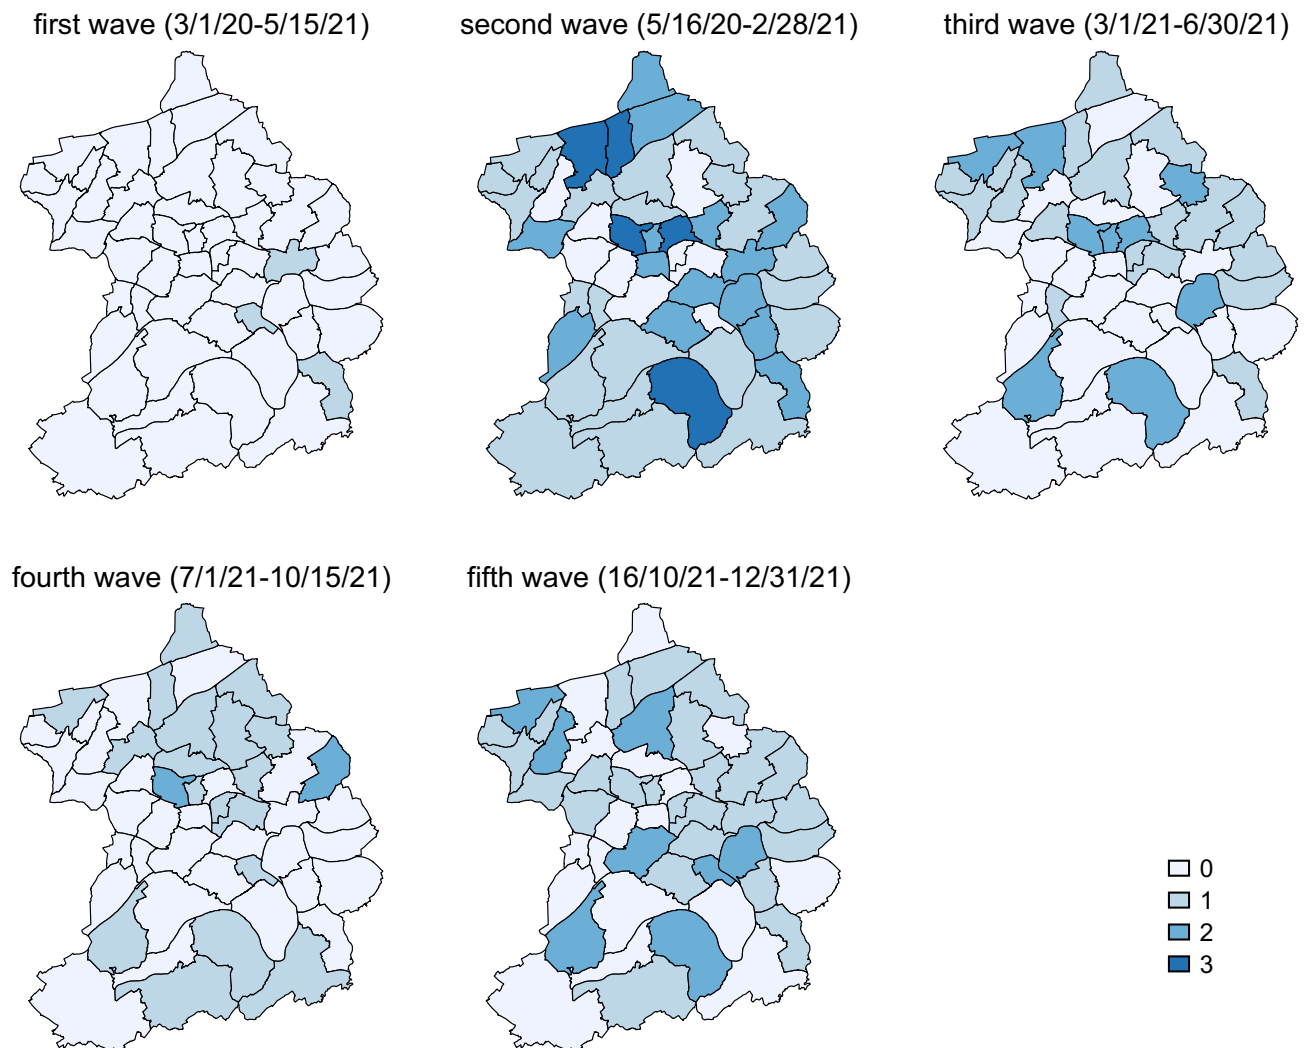 first wave (3/1/20-5/15/21)
second wave (5/16/20-2/28/21)
third wave (3/1/21-6/30/21)
fourth wave (7/1/21-10/15/21)
fifth wave (16/10/21-12/31/21)
0
1
2
3